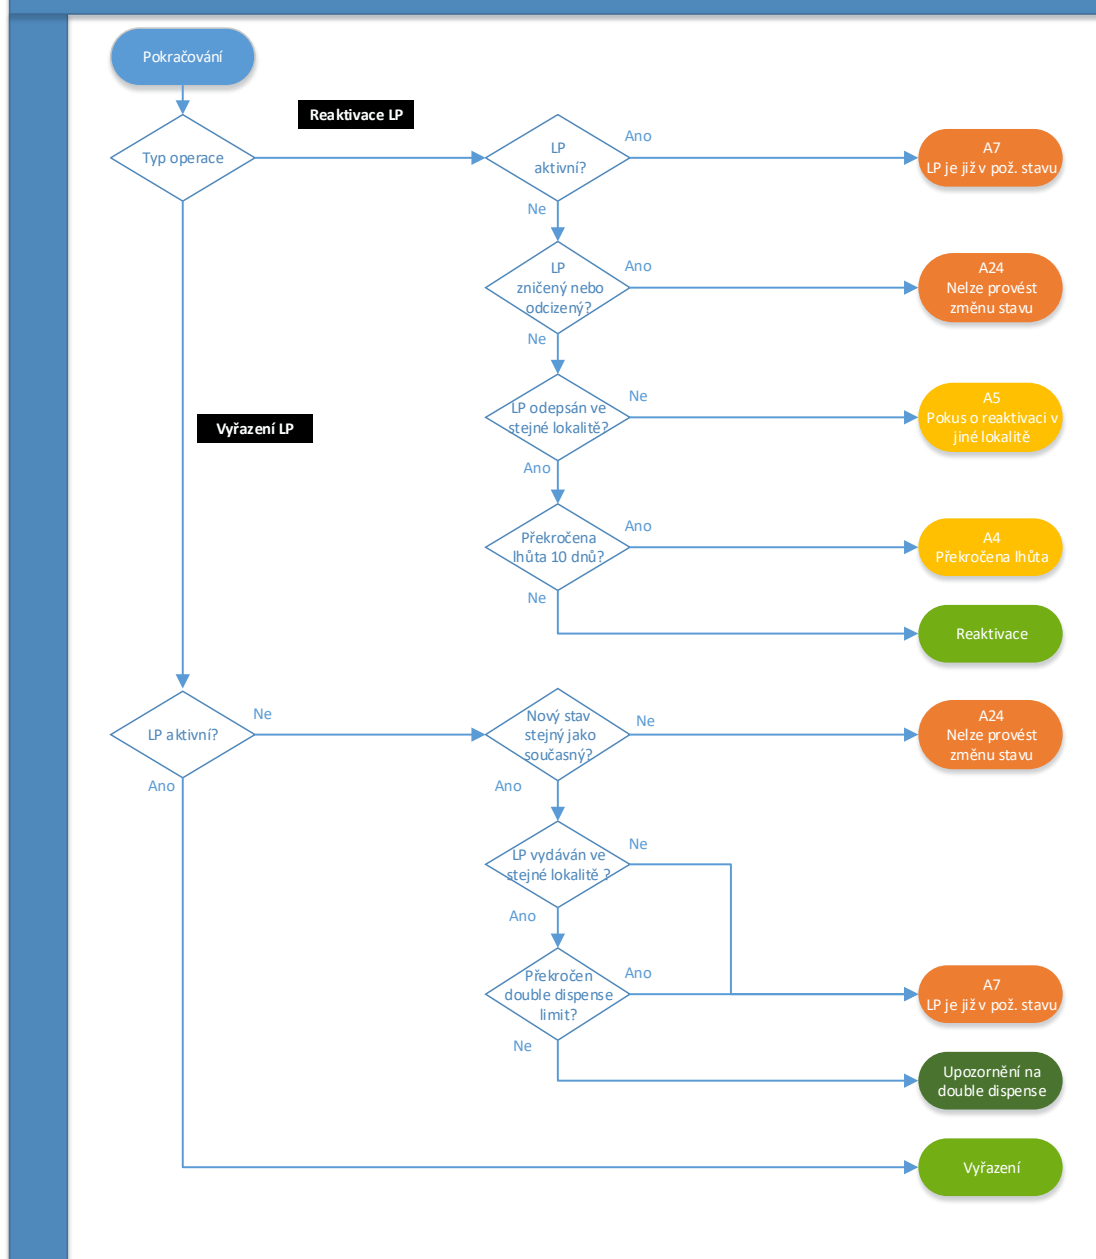 Pokračování
Reaktivace LP
Typ operace
LP
aktivní?
Ano
A7
LP je již v pož. stavu
Ne
LP
zničený nebo
odcizený?
Ano
A24
Nelze provést
změnu stavu
Ne
LP odepsán ve
stejné lokalitě?
Ne
A5
Pokus o reaktivaci v
jiné lokalitě
Vyřazení LP
Ano
Překročena
lhůta 10 dnů?
Ano
A4
Překročena lhůta
Ne
Reaktivace
LP aktivní?
Ne
Nový stav
stejný jako
současný?
Ne
A24
Nelze provést
změnu stavu
Ano
Ano
LP vydáván ve
stejné lokalitě ?
Ne
Ano
Překročen
double dispense
limit?
Ano
A7
LP je již v pož. stavu
Ne
Upozornění na
double dispense
Vyřazení